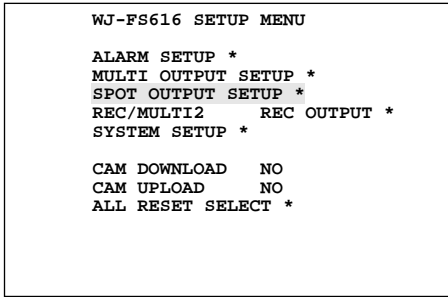 WJ-FS616 SETUP MENU
ALARM SETUP *
MULTI OUTPUT SETUP *
SPOT OUTPUT SETUP *
REC/MULTI2 REC OUTPUT *
SYSTEM SETUP *
CAM DOWNLOAD NO
CAM UPLOAD NO
ALL RESET SELECT *